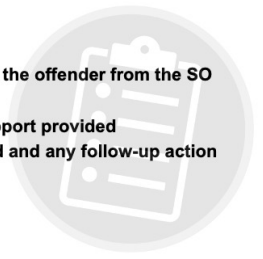 the offender from the SO
port provided
and any follow-up action